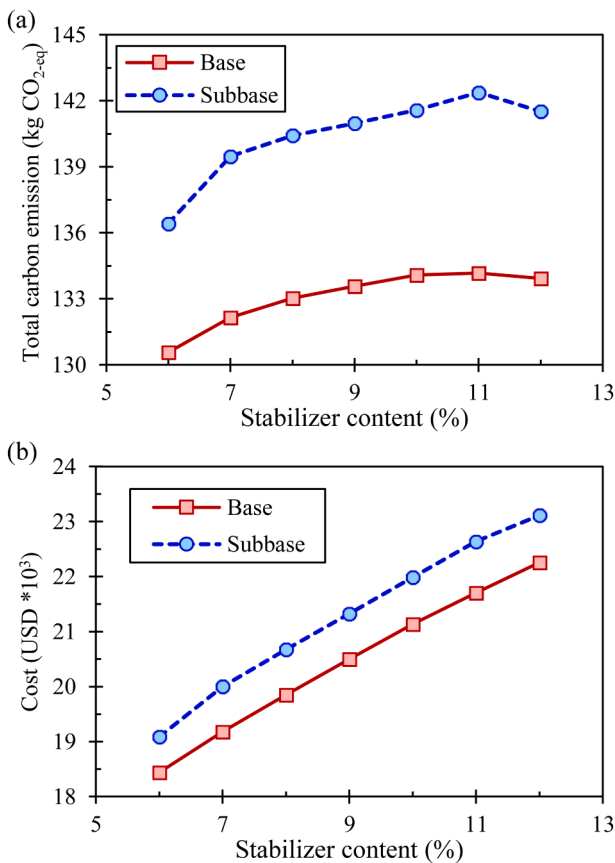 (a)
Total carbon emission (kg CO2-eq)
145
142
139
136
133
130
Base
Subbase
5
7
9
11
13
Stabilizer content (%)
(b)
Cost (USD *10³)
24
23
22
21
20
19
18
Base
Subbase
5
7
9
11
13
Stabilizer content (%)